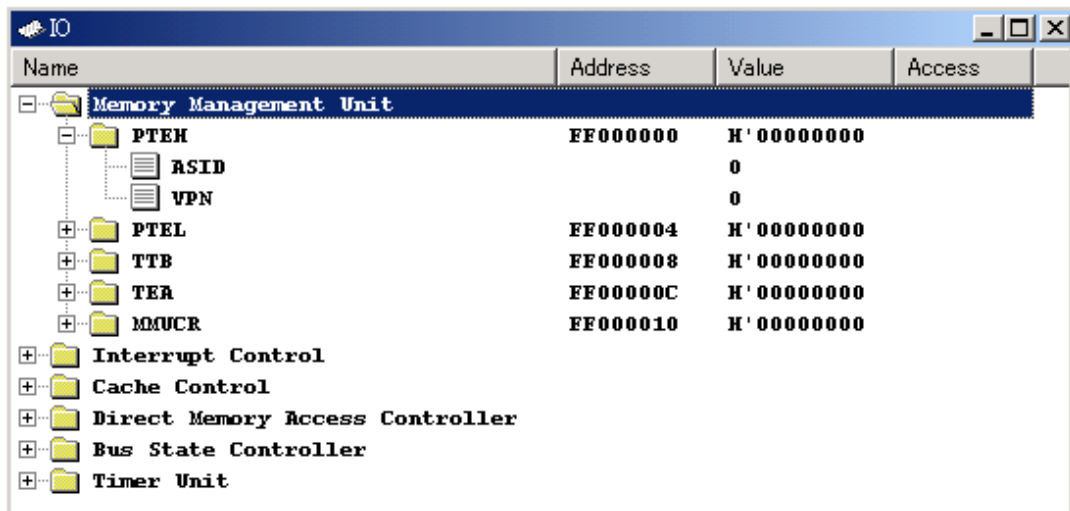 IO
Name Address Value Access
Memory Management Unit
PTEH FF000000 H'00000000
ASID 0
VPN 0
PTEL FF000004 H'00000000
TTB FF000008 H'00000000
TEA FF00000C H'00000000
MMUCR FF000010 H'00000000
Interrupt Control
Cache Control
Direct Memory Access Controller
Bus State Controller
Timer Unit